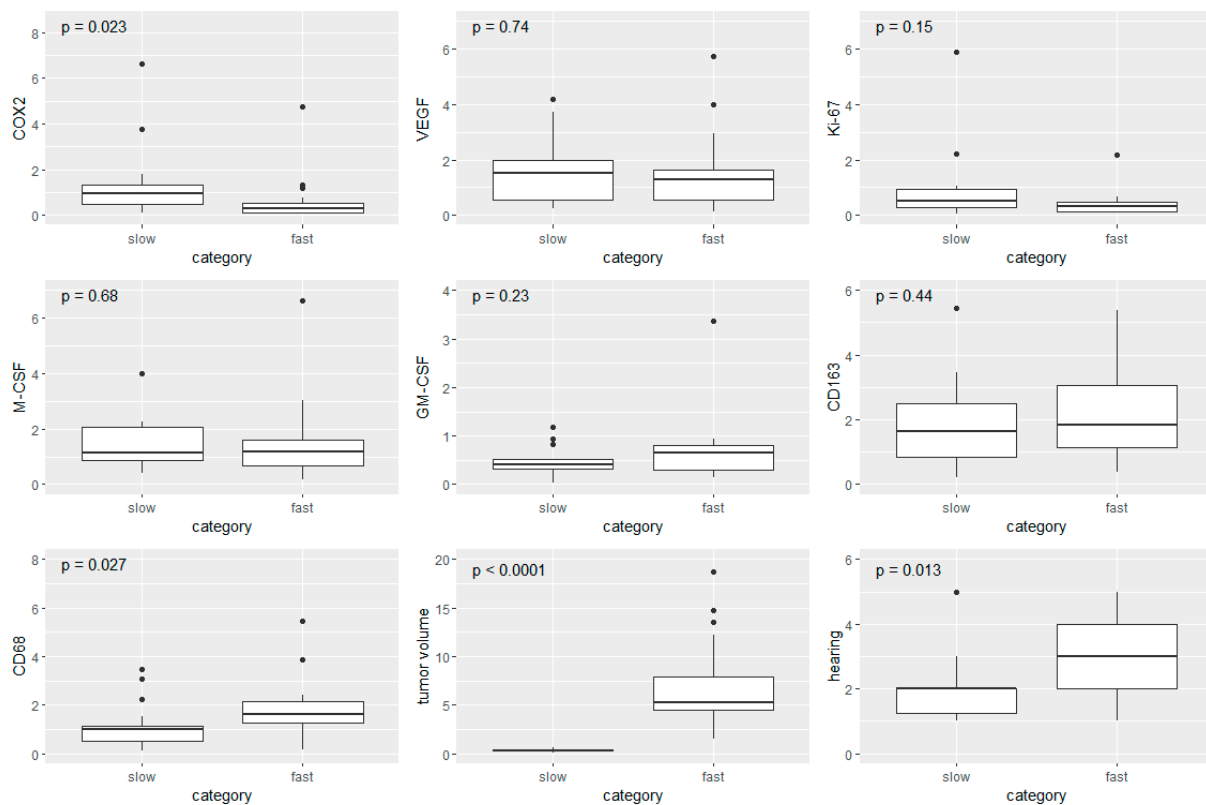 p = 0.023
COX2
8
6
4
2
0
slow fast
category
p = 0.74
VEGF
6
4
2
0
slow fast
category
p = 0.15
Ki-67
6
4
2
0
slow fast
category
p = 0.68
M-CSF
6
4
2
0
slow fast
category
p = 0.23
GM-CSF
4
3
2
1
0
slow fast
category
p = 0.44
CD163
6
4
2
0
slow fast
category
p = 0.027
CD68
8
6
4
2
0
slow fast
category
p < 0.0001
tumor volume
20
15
10
5
0
slow fast
category
p = 0.013
hearing
6
4
2
0
slow fast
category